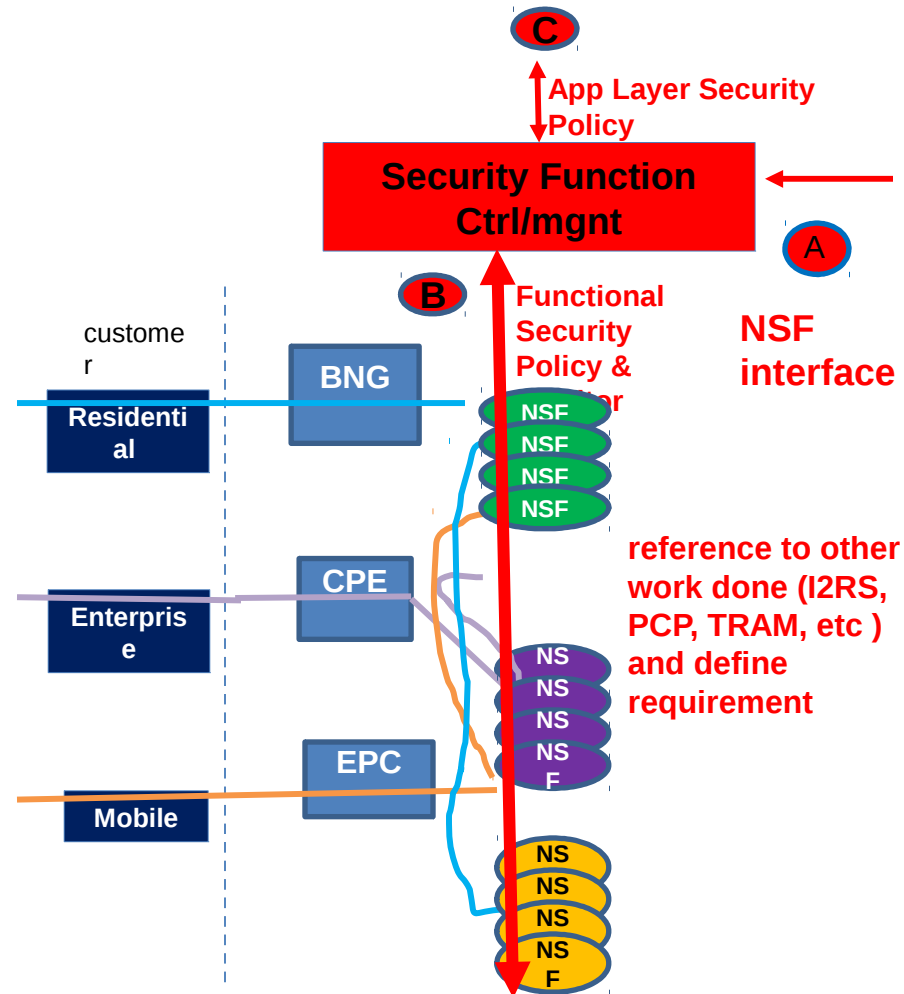 C
App Layer Security
Policy
Security Function
Ctrl/mgnt
A
B
Functional
Security
Policy &
NSF
interface
custome
r
BNG
Residenti
al
NSF
NSF
NSF
NSF
reference to other
work done (I2RS,
PCP, TRAM, etc )
and define
requirement
CPE
Enterpris
e
NS
NS
NS
NS
F
EPC
Mobile
NS
NS
NS
NS
F